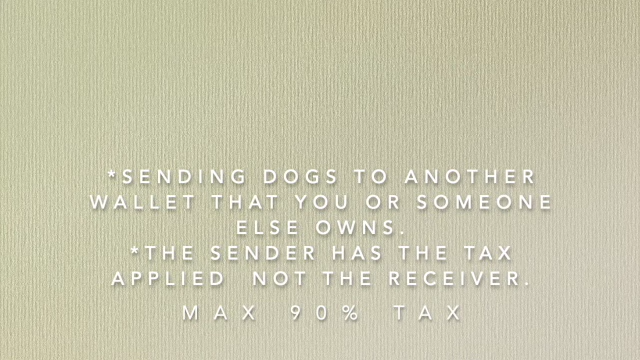 *SENDING DOGS TO ANOTHER
WALLET THAT YOU OR SOMEONE
ELSE OWNS.
*THE SENDER HAS THE TAX
APPLIED NOT THE RECEIVER.
MAX 90% TAX